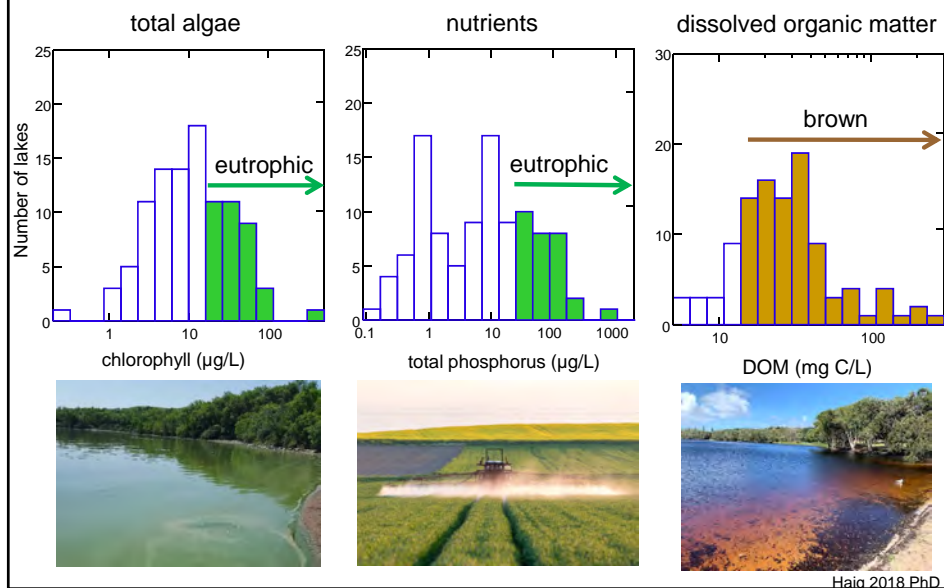 total algae
nutrients
dissolved organic matter
Number of lakes
25
20
15
10
5
0
eutrophic
1
10
100
chlorophyll (µg/L)
25
20
15
10
5
0
eutrophic
0.1
1
10
100
1000
total phosphorus (µg/L)
30
20
10
0
brown
10
100
DOM (mg C/L)
Haig 2018 PhD